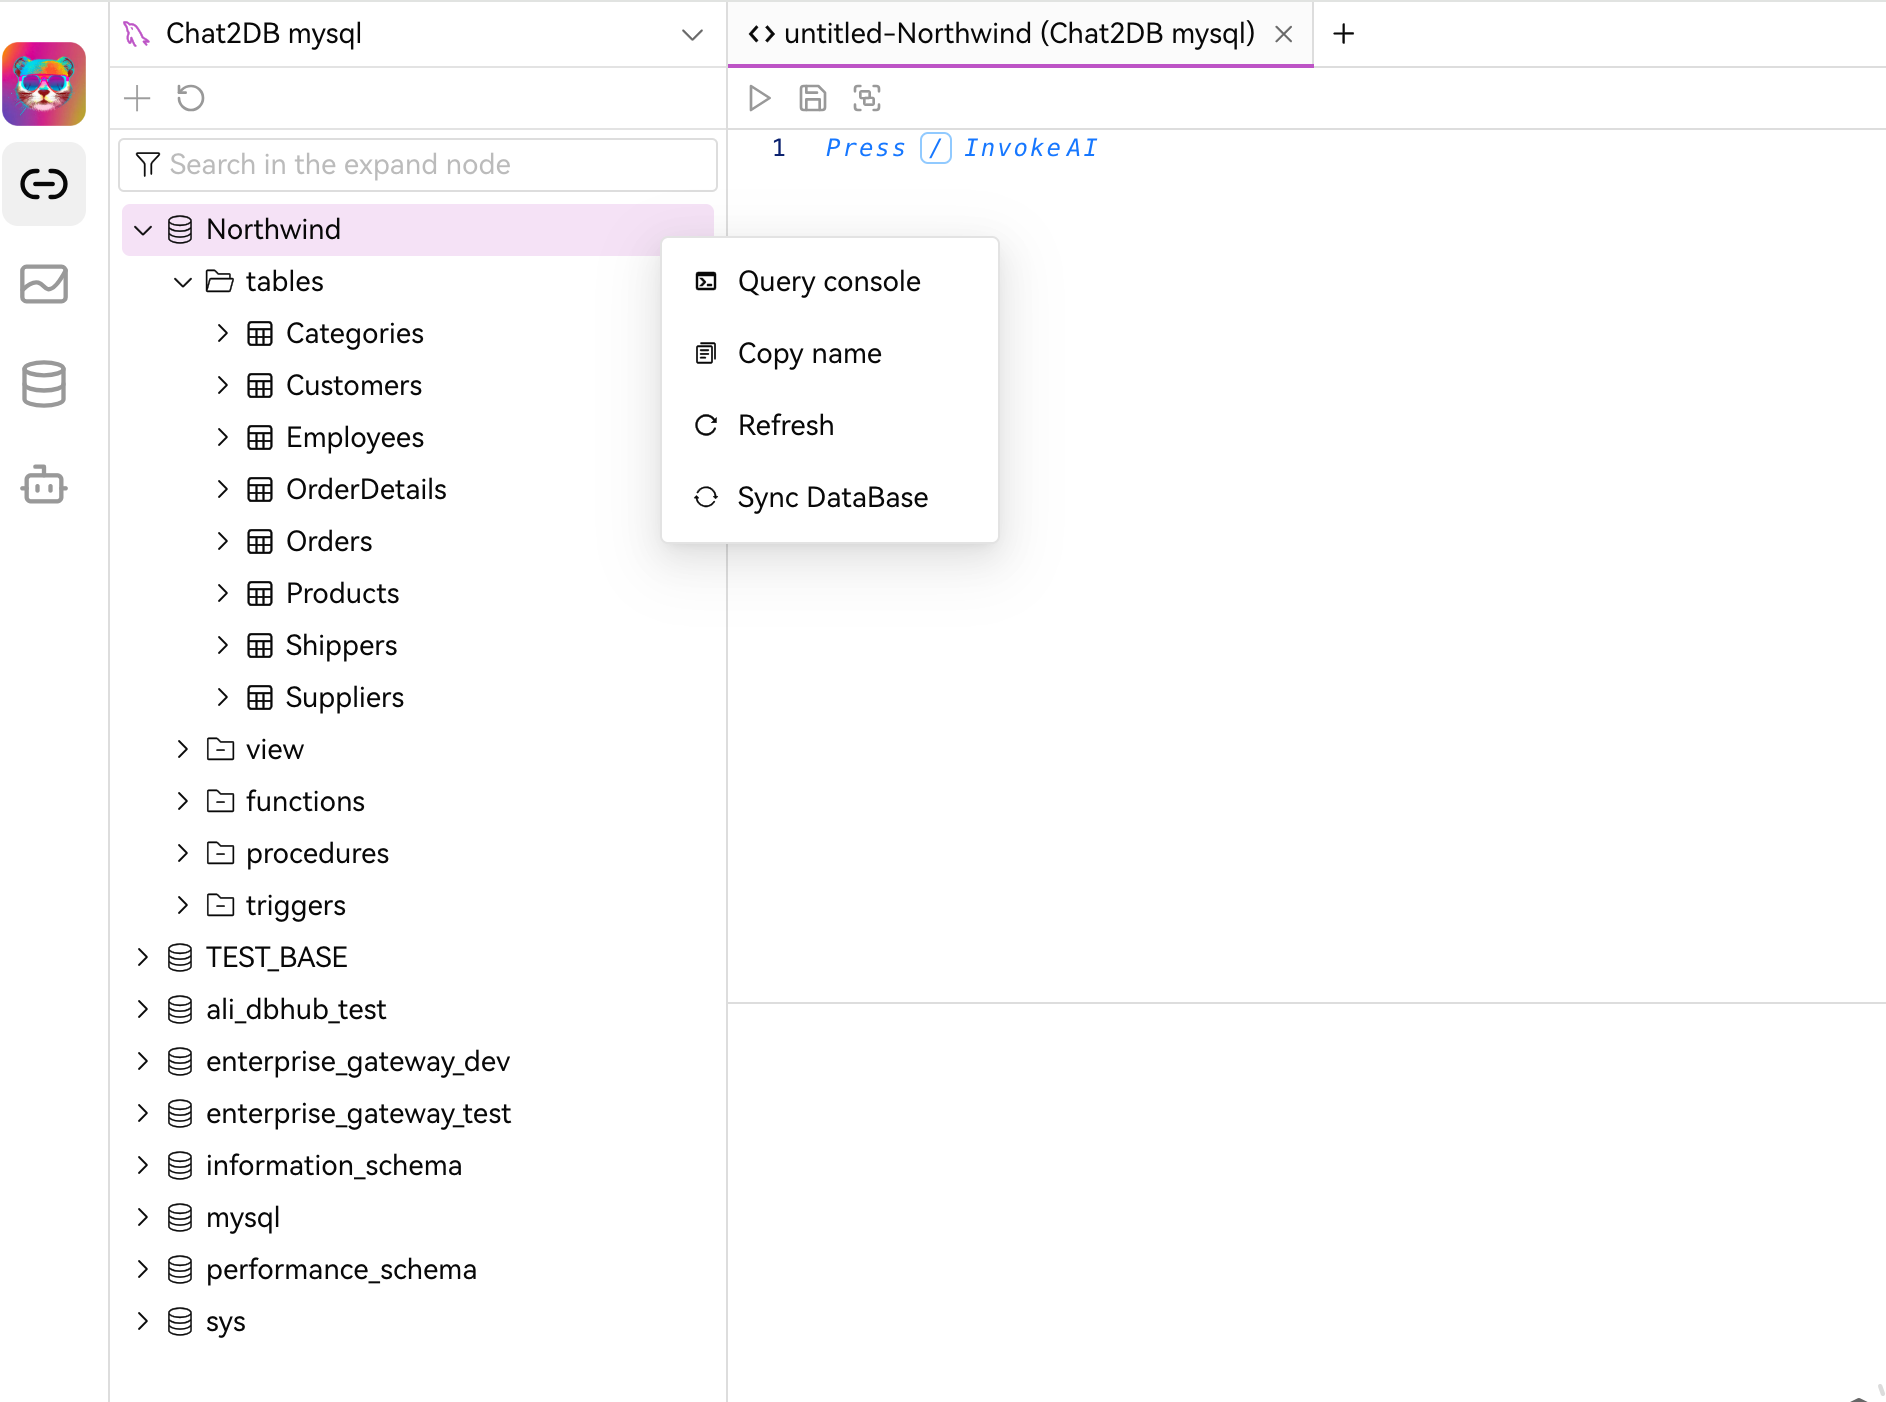 Chat2DB mysql
untitled-Northwind (Chat2DB mysql)
Search in the expand node
1 Press / Invoke AI
Northwind
tables
Categories
Customers
Employees
OrderDetails
Orders
Products
Shippers
Suppliers
view
functions
procedures
triggers
TEST_BASE
ali_dbhub_test
enterprise_gateway_dev
enterprise_gateway_test
information_schema
mysql
performance_schema
sys
Query console
Copy name
Refresh
Sync DataBase